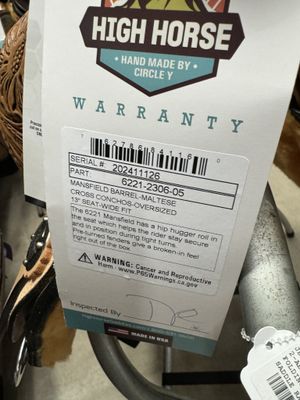 HIGH HORSE
HAND MADE BY
CIRCLE Y
WARRANTY
SERIAL#: 202411126
PART: 6221-2306-05
MANSFIELD BARREL-MALTESE
CROSS CONCHOS-OVERSIZED
13" SEAT-WIDE FIT
The 6221 Mansfield has a hip hugger roll in
the seat which helps the rider stay secure
and in position during tight turns.
Pre-turned fenders give a broken-in feel
right out of the box.
WARNING: Cancer and Reproductive
Harm - www.P65Warnings.ca.gov
Inspected By
MADE IN USA
FOLDI
SADDLE